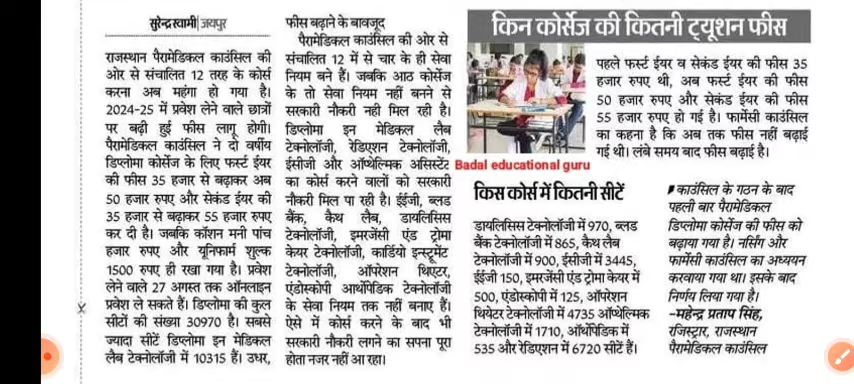 सुरेन्द्र स्वामी | जयपुर
राजस्थान पैरामेडिकल काउंसिल की
ओर से संचालित 12 तरह के कोर्स
करना अब महंगा हो गया है।
2024-25 में प्रवेश लेने वाले छात्रों
पर बढ़ी हुई फीस लागू होगी।
पैरामेडिकल काउंसिल ने दो वर्षीय
डिप्लोमा कोर्सेज के लिए फर्स्ट ईयर
की फीस 35 हजार से बढ़ाकर अब
50 हजार रुपए और सेकंड ईयर की
35 हजार से बढ़ाकर 55 हजार रुपए
कर दी है। जबकि कॉशन मनी पांच
हजार रुपए और यूनिफार्म शुल्क
1500 रुपए ही रखा गया है। प्रवेश
लेने वाले 27 अगस्त तक ऑनलाइन
प्रवेश ले सकते हैं। डिप्लोमा की कुल
सीटों की संख्या 30970 है। सबसे
ज्यादा सीटें डिप्लोमा इन मेडिकल
लैब टेक्नोलॉजी में 10315 हैं। उधर,
फीस बढ़ाने के बावजूद
पैरामेडिकल काउंसिल की ओर से
संचालित 12 में से चार के ही सेवा
नियम बने हैं। जबकि आठ कोर्सेज
के तो सेवा नियम नहीं बनने से
सरकारी नौकरी नही मिल रही है।
डिप्लोमा इन मेडिकल लैब
टेक्नोलॉजी, रेडिएशन टेक्नोलॉजी,
ईसीजी और ऑप्थेल्मिक असिस्टेंट
का कोर्स करने वालों को सरकारी
नौकरी मिल पा रही है। ईईजी, ब्लड
बैंक, कैथ लैब, डायलिसिस
टेक्नोलॉजी, इमरजेंसी एंड ट्रोमा
केयर टेक्नोलॉजी, कार्डियो इन्स्ट्रूमेंट
टेक्नोलॉजी, ऑपरेशन थिएटर,
एंडोस्कोपी आर्थोपेडिक टेक्नोलॉजी
के सेवा नियम तक नहीं बनाए हैं।
ऐसे में कोर्स करने के बाद भी
सरकारी नौकरी लगने का सपना पूरा
होता नजर नहीं आ रहा।
किन कोर्सेज की कितनी ट्यूशन फीस
पहले फर्स्ट ईयर व सेकंड ईयर की फीस 35
हजार रुपए थी, अब फर्स्ट ईयर की फीस
50 हजार रुपए और सेकंड ईयर की फीस
55 हजार रुपए हो गई है। फार्मेसी काउंसिल
का कहना है कि अब तक फीस नहीं बढ़ाई
गई थी। लंबे समय बाद फीस बढ़ाई है।
Badal educational guru
किस कोर्स में कितनी सीटें
डायलिसिस टेक्नोलॉजी में 970, ब्लड
बैंक टेक्नोलॉजी में 865, कैथ लैब
टेक्नोलॉजी में 900, ईसीजी में 3445,
ईईजी 150, इमरजेंसी एंड ट्रोमा केयर में
500, एंडोस्कोपी में 125, ऑपरेशन
थियेटर टेक्नोलॉजी में 4735 ऑप्थेल्मिक
टेक्नोलॉजी में 1710, ऑर्थोपेडिक में
535 और रेडिएशन में 6720 सीटें हैं।
काउंसिल के गठन के बाद
पहली बार पैरामेडिकल
डिप्लोमा कोर्सेज की फीस को
बढ़ाया गया है। नर्सिंग और
फार्मेसी काउंसिल का अध्ययन
करवाया गया था। इसके बाद
निर्णय लिया गया है।
-महेन्द्र प्रताप सिंह,
रजिस्ट्रार, राजस्थान
पैरामेडिकल काउंसिल